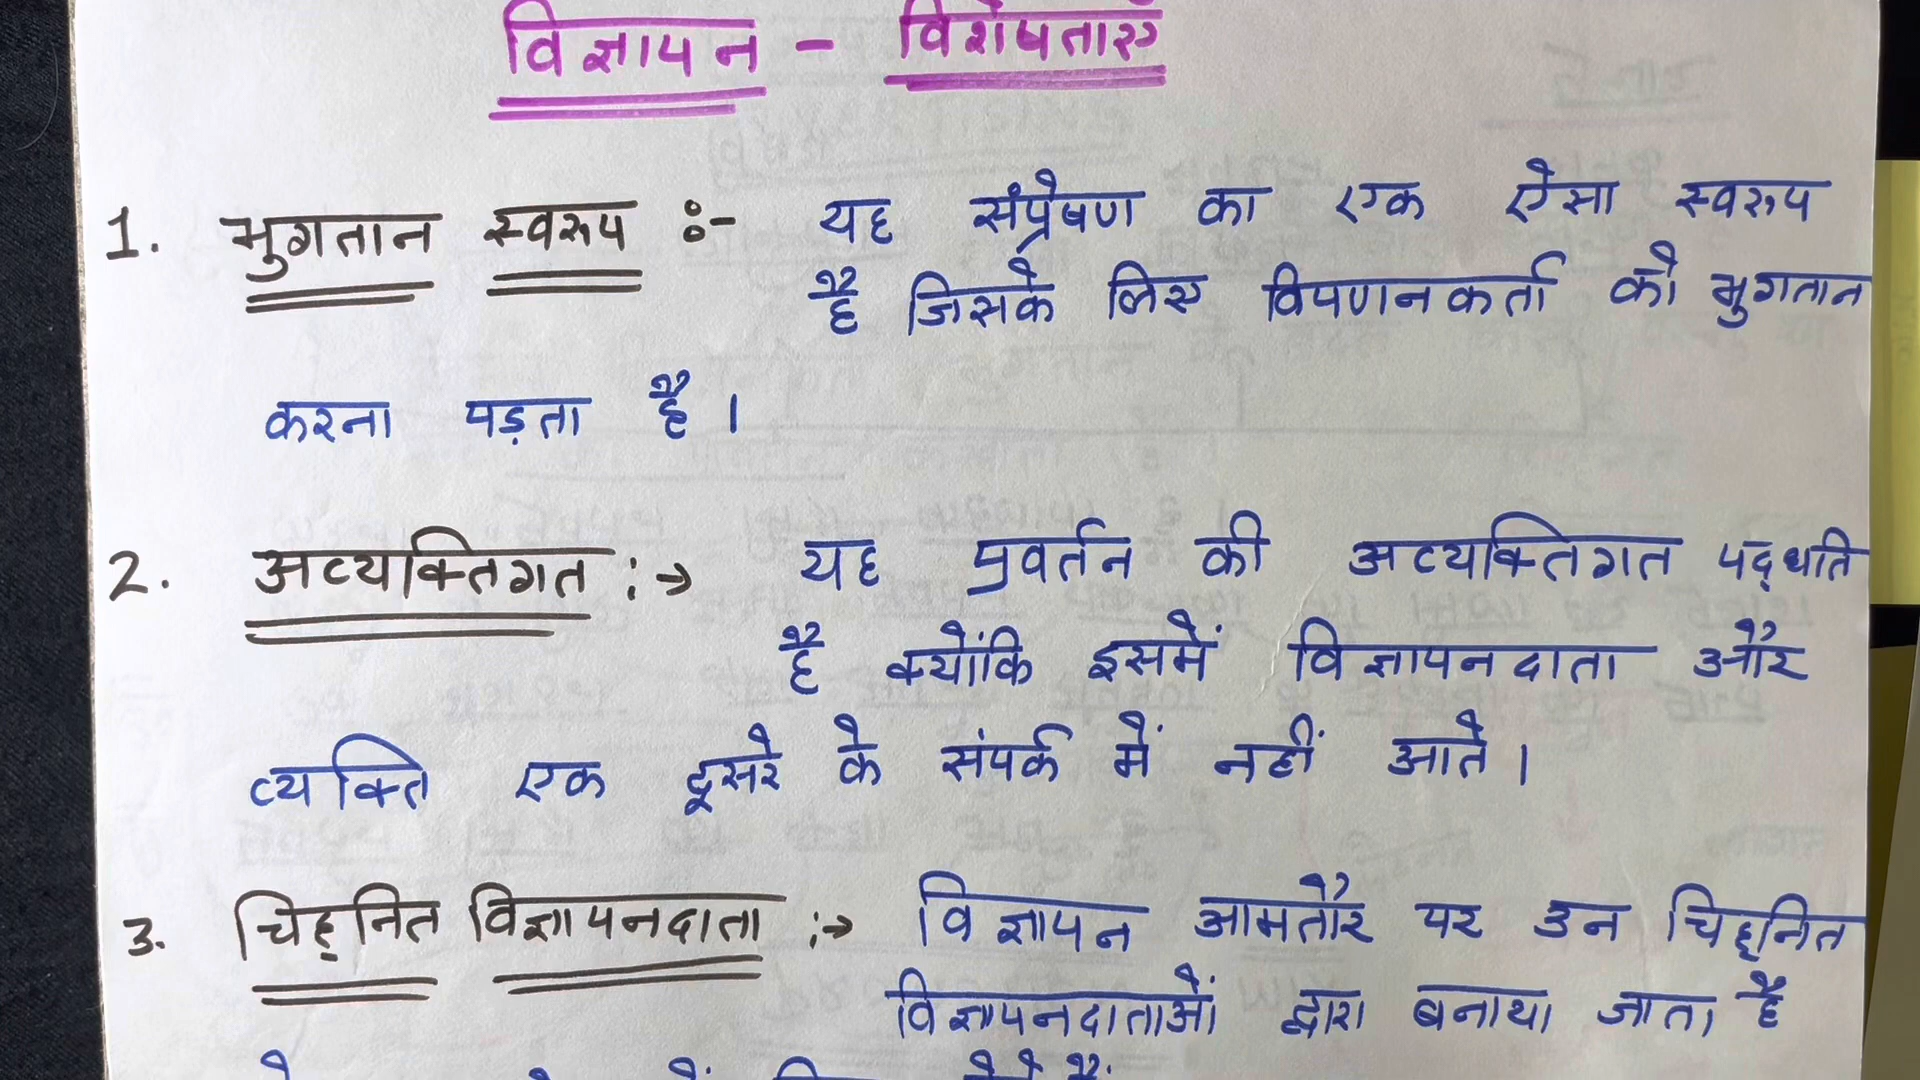 विज्ञापन - विशेषताएं
1. भुगतान स्वरूप :- यह संप्रेषण का एक ऐसा स्वरूप
है जिसके लिए विपणनकर्ता को भुगतान
करना पड़ता है।
2. अव्यक्तिगत :→ यह प्रवर्तन की अव्यक्तिगत पद्धति
है क्योंकि इसमें विज्ञापनदाता और
व्यक्ति एक दूसरे के संपर्क में नहीं आते।
3. चिह्नित विज्ञापनदाता :→ विज्ञापन आमतौर पर उन चिह्नित
विज्ञापनदाताओं द्वारा बनाया जाता है